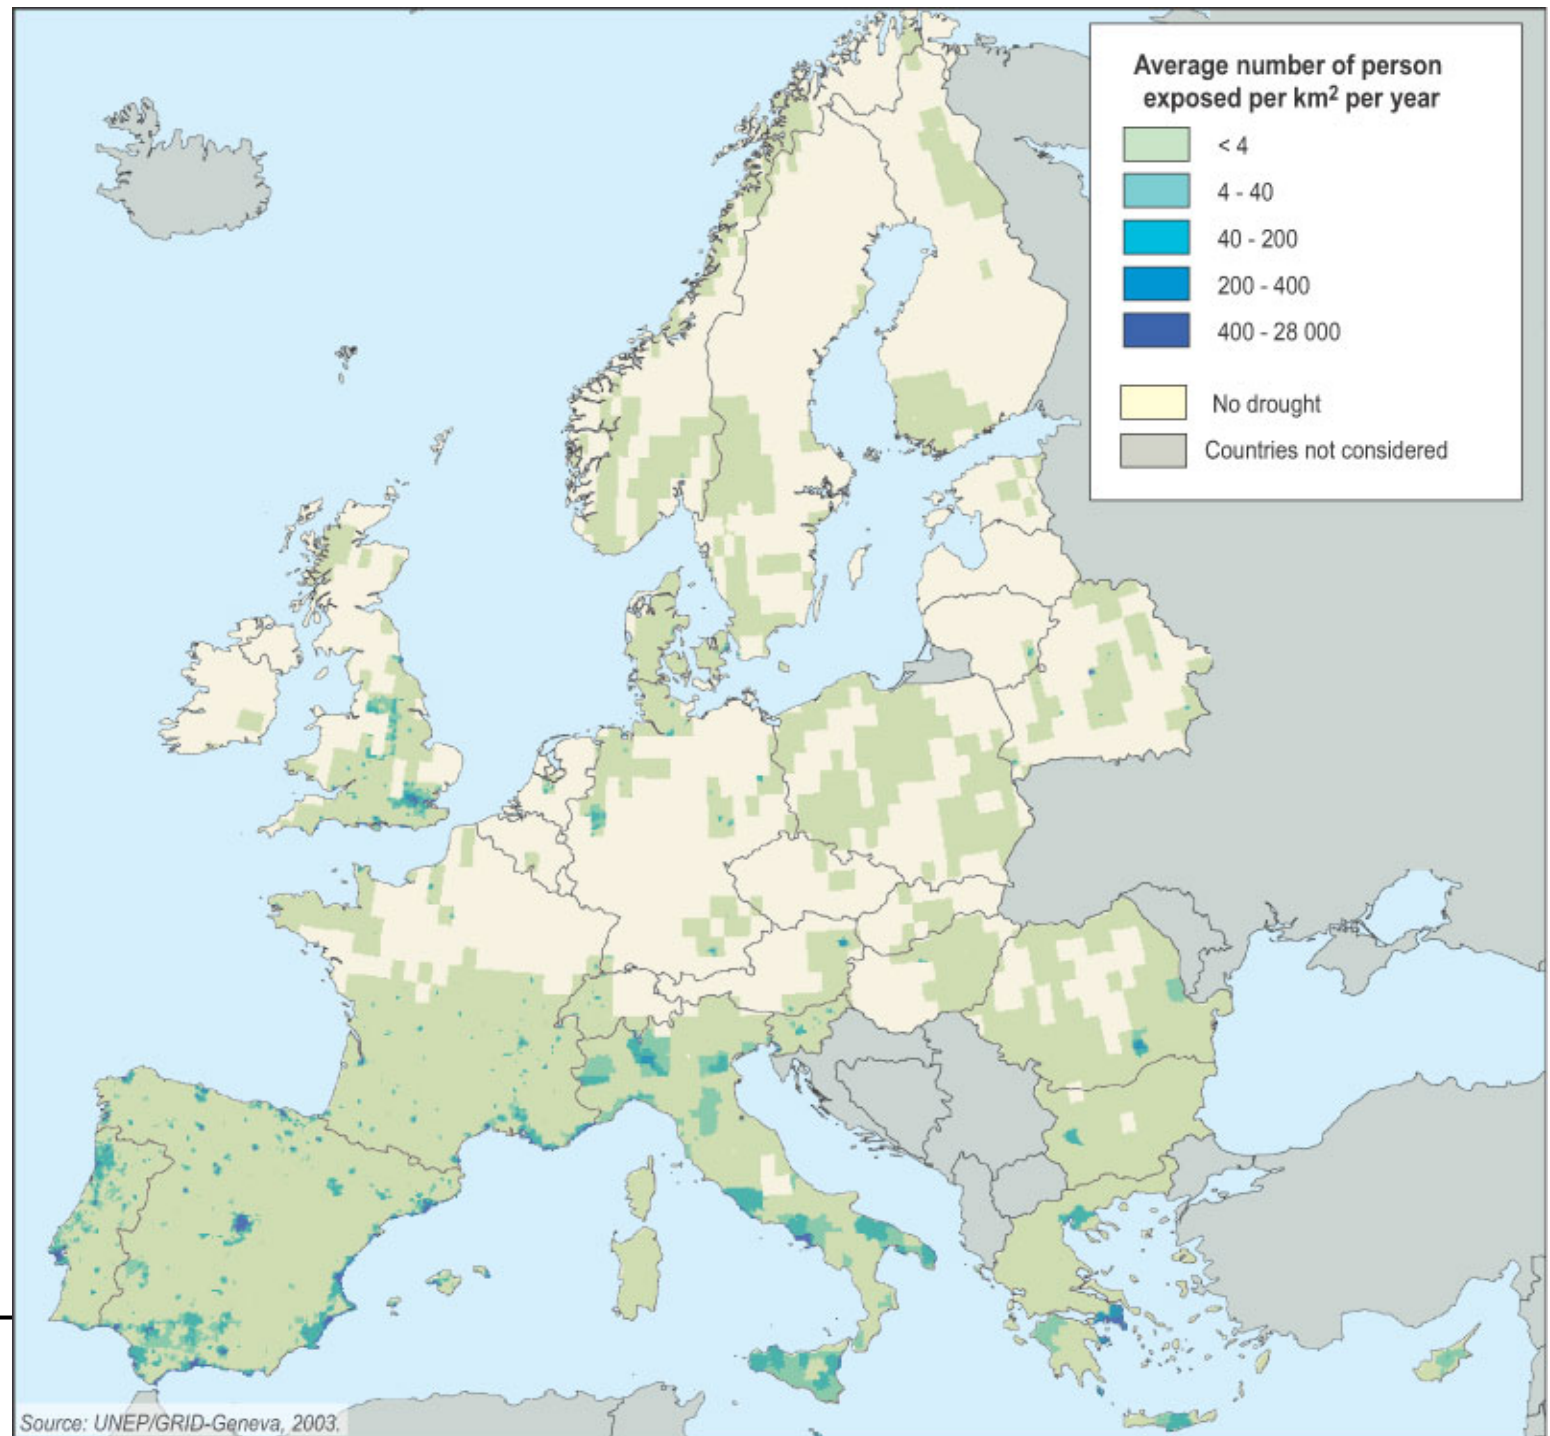 Average number of person
exposed per km² per year
< 4
4 - 40
40 - 200
200 - 400
400 - 28 000
No drought
Countries not considered
Source: UNEP/GRID-Geneva, 2003.